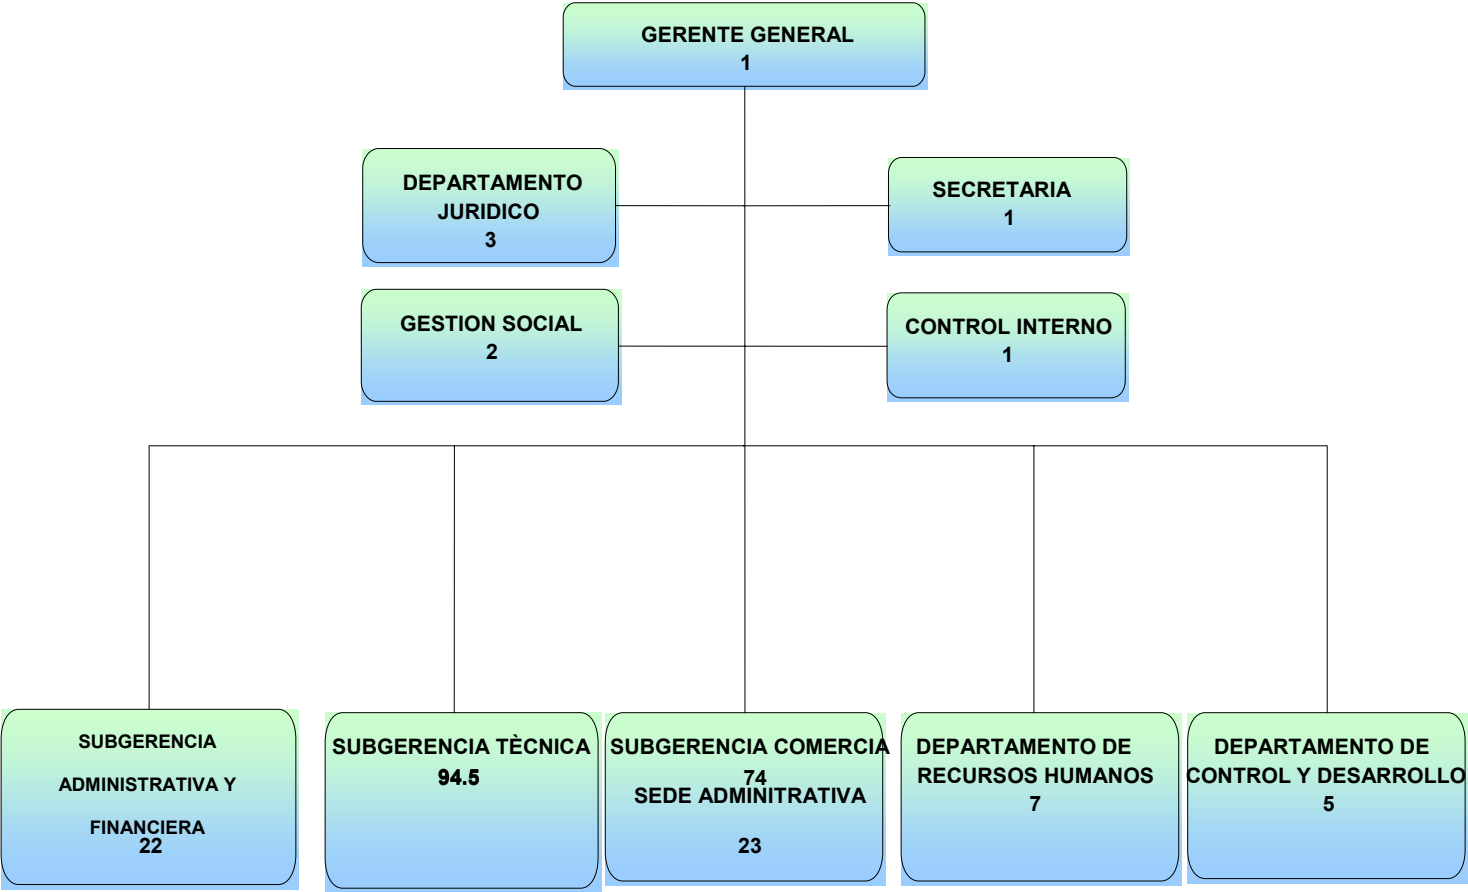 GERENTE GENERAL
1
DEPARTAMENTO
JURIDICO
3
SECRETARIA
1
GESTION SOCIAL
2
CONTROL INTERNO
1
SUBGERENCIA
ADMINISTRATIVA Y
FINANCIERA
22
SUBGERENCIA TÈCNICA
94.5
SUBGERENCIA COMERCIA
74
SEDE ADMINITRATIVA
23
DEPARTAMENTO DE
RECURSOS HUMANOS
7
DEPARTAMENTO DE
CONTROL Y DESARROLLO
5